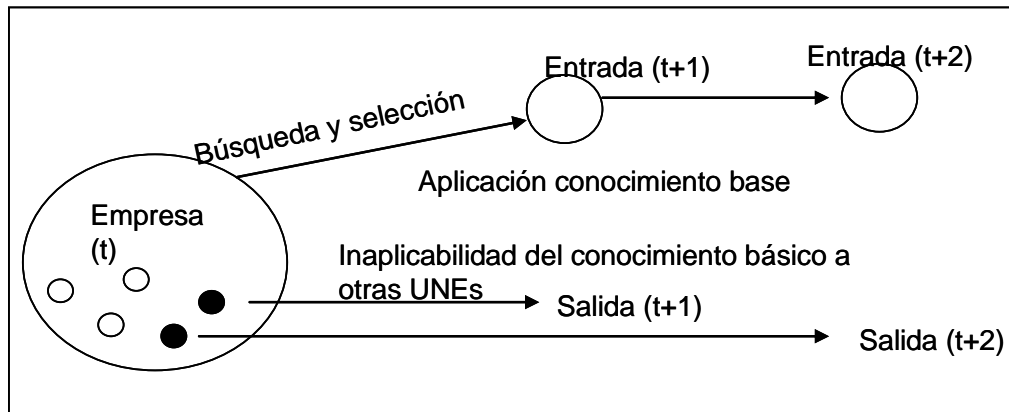 Entrada (t+1)
Entrada (t+2)
Búsqueda y selección
Aplicación conocimiento base
Empresa
(t)
Inaplicabilidad del conocimiento básico a
otras UNEs
Salida (t+1)
Salida (t+2)